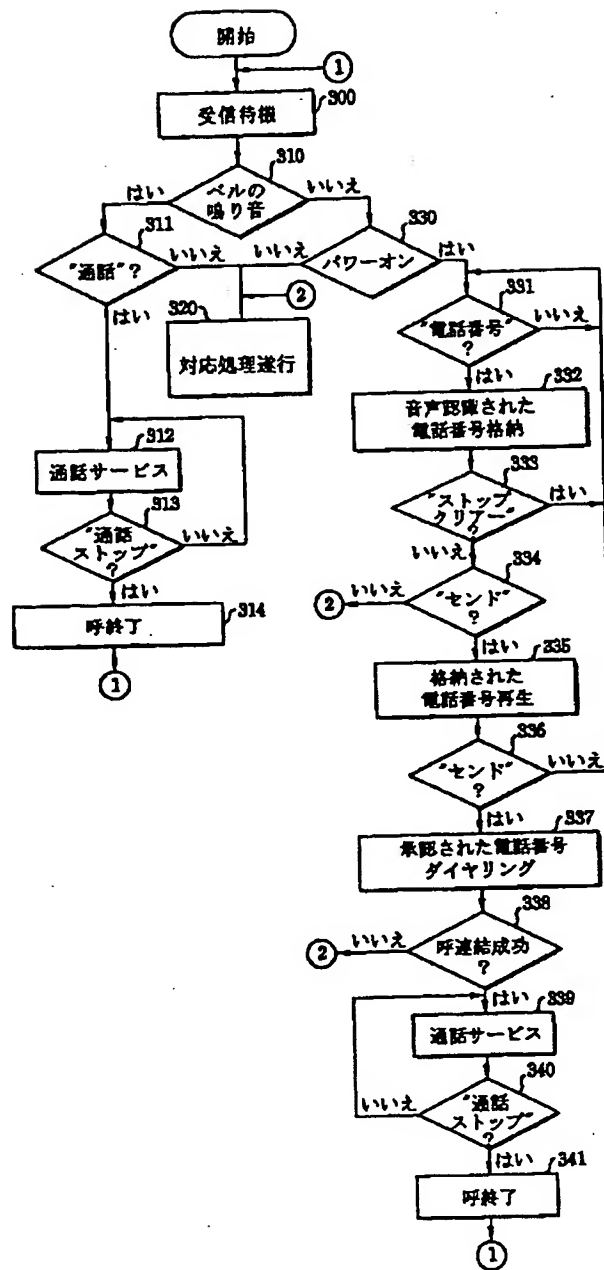 開始
①
300
受信待機
310
ベルの
鳴り音
はい
いいえ
311
"通話"?
いいえ
はい
330
パワーオン
いいえ
はい
②
320
対応処理遂行
331
"電話番号"
?
いいえ
はい
332
音声認識された
電話番号格納
312
通話サービス
313
"通話
ストップ"
?
いいえ
はい
314
呼終了
①
333
"ストップ
クリアー"
?
はい
いいえ
334
"センド"
?
いいえ
②
はい
335
格納された
電話番号再生
336
"センド"
?
いいえ
はい
337
承認された電話番号
ダイヤリング
338
呼連結成功
?
いいえ
②
はい
339
通話サービス
340
"通話
ストップ"
?
いいえ
はい
341
呼終了
①